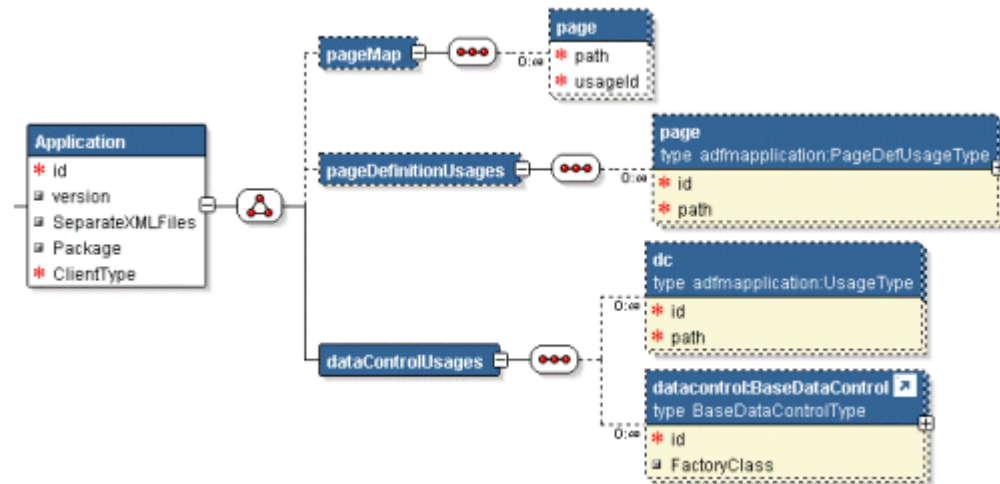 Application
* id
version
SeparateXMLFiles
Package
* ClientType
pageMap
0:∞
page
* path
* usageId
pageDefinitionUsages
0:∞
page
type adfmapplication:PageDefUsageType
* id
* path
dataControlUsages
0:∞
dc
type adfmapplication:UsageType
* id
* path
0:∞
datacontrol:BaseDataControl
type BaseDataControlType
* id
FactoryClass